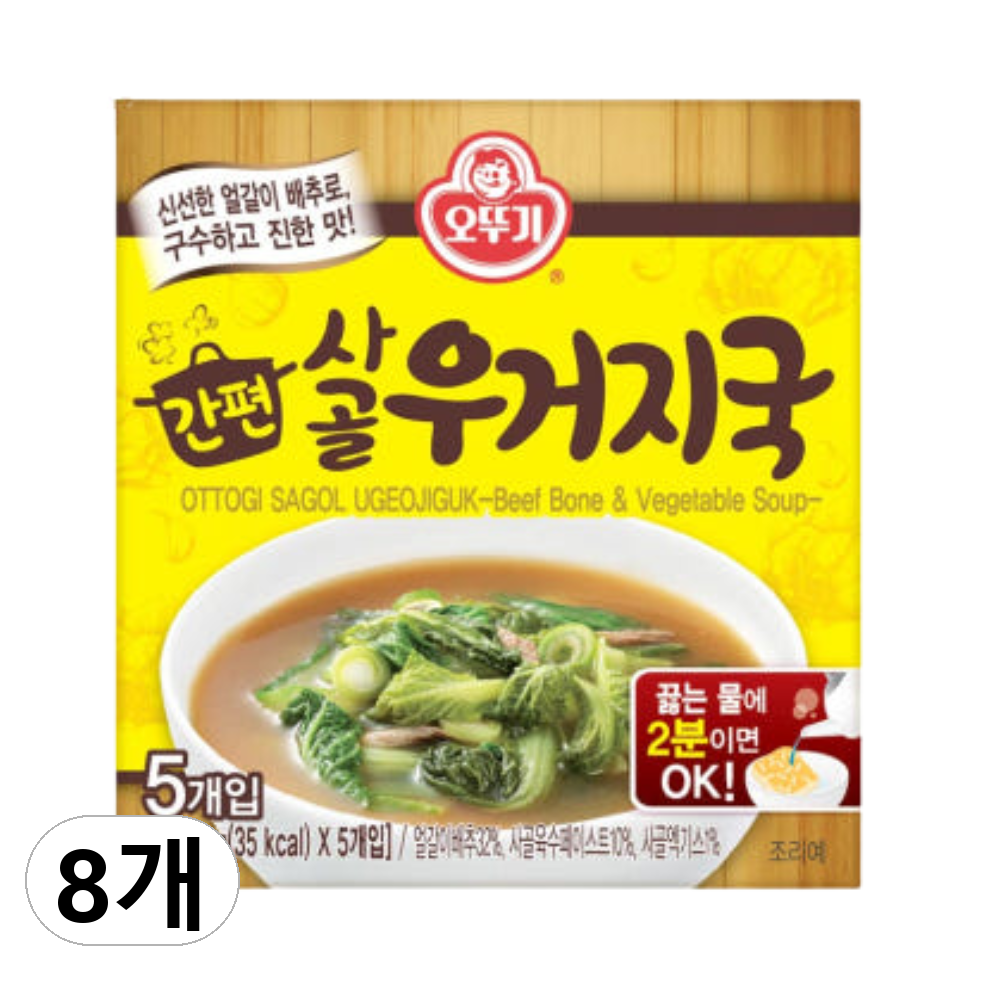 신선한 얼갈이 배추로,
구수하고 진한 맛!
오뚜기
®
간편 사골 우거지국
OTTOGI SAGOL UGEOJIGUK-Beef Bone & Vegetable Soup-
끓는 물에
2분이면
OK!
5개입
(35 kcal) X 5개입] / 얼갈이배추32%, 사골육수페이스트10%, 사골엑기스1%
조리예
8개